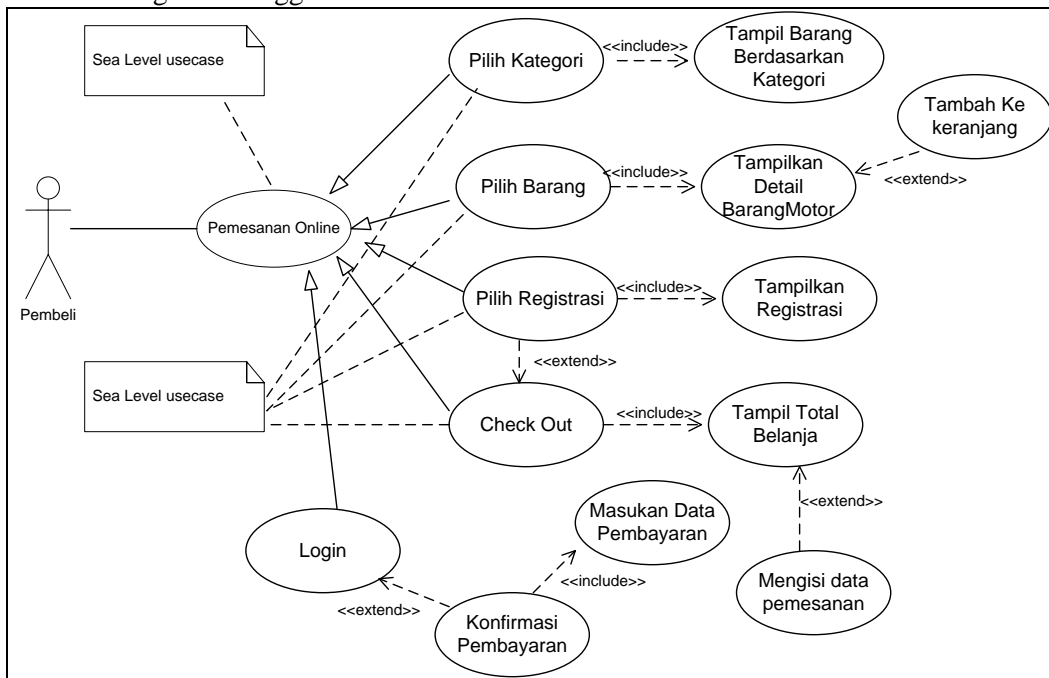 Sea Level usecase
Pilih Kategori
<<include>>
Tampil Barang
Berdasarkan
Kategori
Tambah Ke
keranjang
Pilih Barang
<<include>>
Tampilkan
Detail
BarangMotor
<<extend>>
Pemesanan Online
Pembeli
Pilih Registrasi
<<include>>
Tampilkan
Registrasi
<<extend>>
Sea Level usecase
Check Out
<<include>>
Tampil Total
Belanja
<<extend>>
Login
Masukan Data
Pembayaran
<<include>>
<<extend>>
Konfirmasi
Pembayaran
Mengisi data
pemesanan